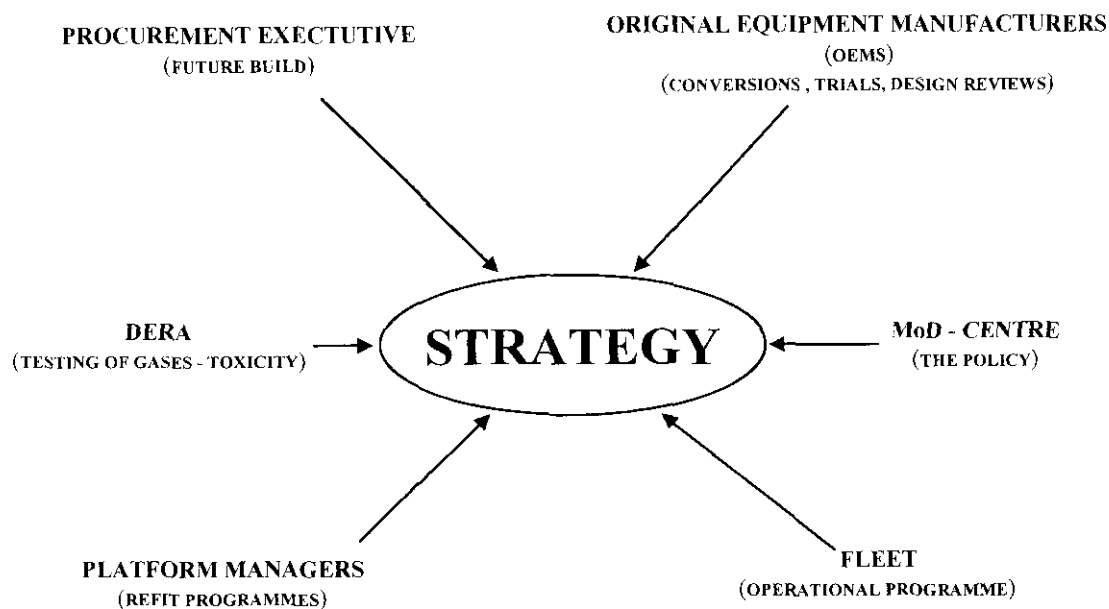 PROCUREMENT EXECTUTIVE
(FUTURE BUILD)
ORIGINAL EQUIPMENT MANUFACTURERS
(OEMS)
(CONVERSIONS , TRIALS, DESIGN REVIEWS)
DERA
(TESTING OF GASES - TOXICITY)
STRATEGY
MoD - CENTRE
(THE POLICY)
PLATFORM MANAGERS
(REFIT PROGRAMMES)
FLEET
(OPERATIONAL PROGRAMME)